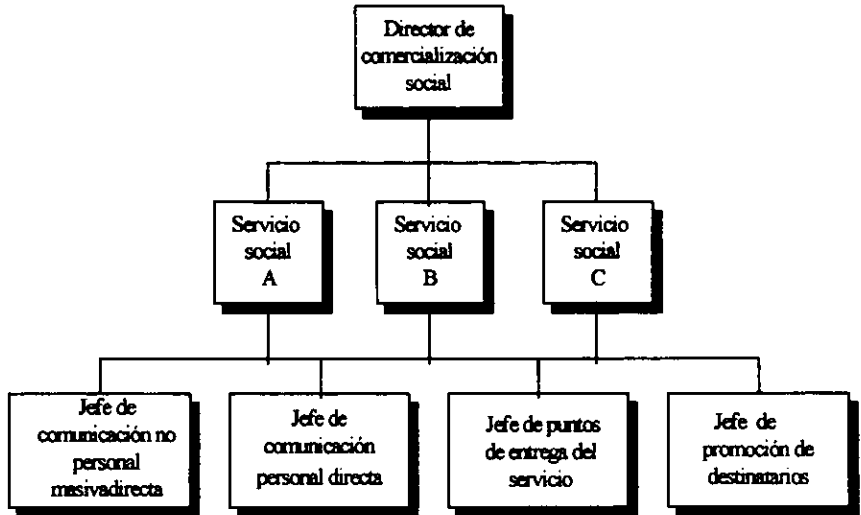 Director de
comercialización
social
Servicio
social
A
Servicio
social
B
Servicio
social
C
Jefe de
comunicación no
personal
masivadirecta
Jefe de
comunicación
personal directa
Jefe de puntos
de entrega del
servicio
Jefe de
promoción de
destinatarios